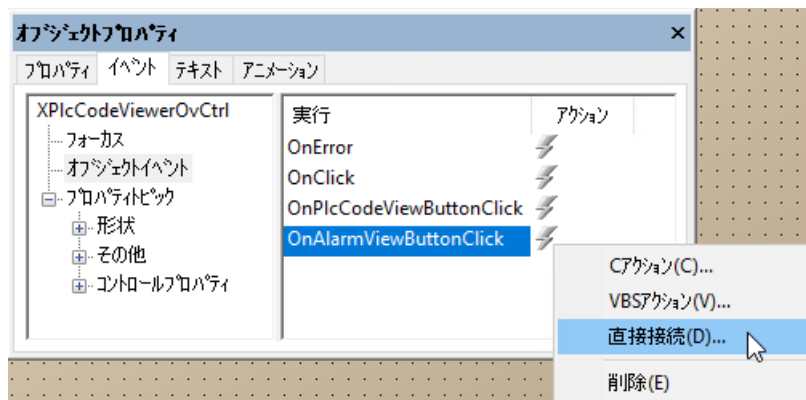 ｵﾌﾞｼﾞｪｸﾄﾌﾟﾛﾊﾟﾃｨ ×
ﾌﾟﾛﾊﾟﾃｨ ｲﾍﾞﾝﾄ ﾃｷｽﾄ ｱﾆﾒｰｼｮﾝ
XPlcCodeViewerOvCtrl
ﾌｫｰｶｽ
ｵﾌﾞｼﾞｪｸﾄｲﾍﾞﾝﾄ
ﾌﾟﾛﾊﾟﾃｨﾄﾋﾟｯｸ
形状
その他
ｺﾝﾄﾛｰﾙﾌﾟﾛﾊﾟﾃｨ
実行 ｱｸｼｮﾝ
OnError
OnClick
OnPlcCodeViewButtonClick
OnAlarmViewButtonClick
Cｱｸｼｮﾝ(C)...
VBSｱｸｼｮﾝ(V)...
直接接続(D)...
削除(E)